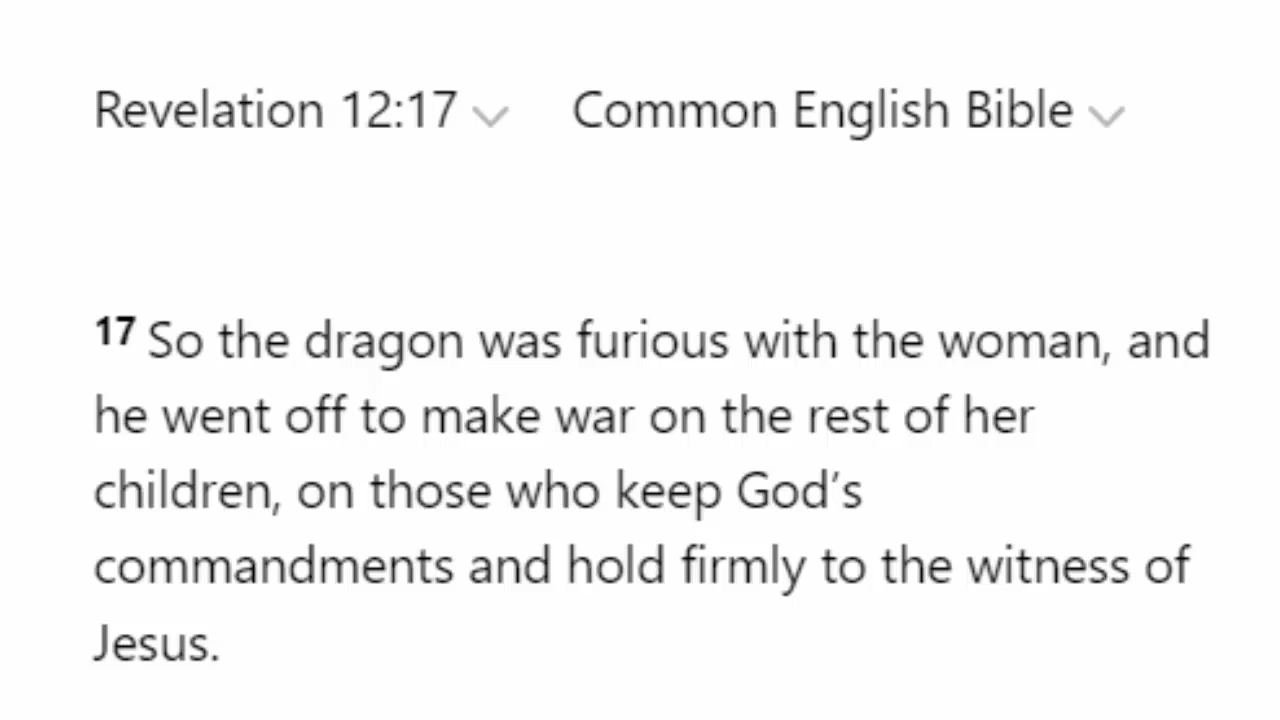 Revelation 12:17 Common English Bible
17 So the dragon was furious with the woman, and
he went off to make war on the rest of her
children, on those who keep God’s
commandments and hold firmly to the witness of
Jesus.